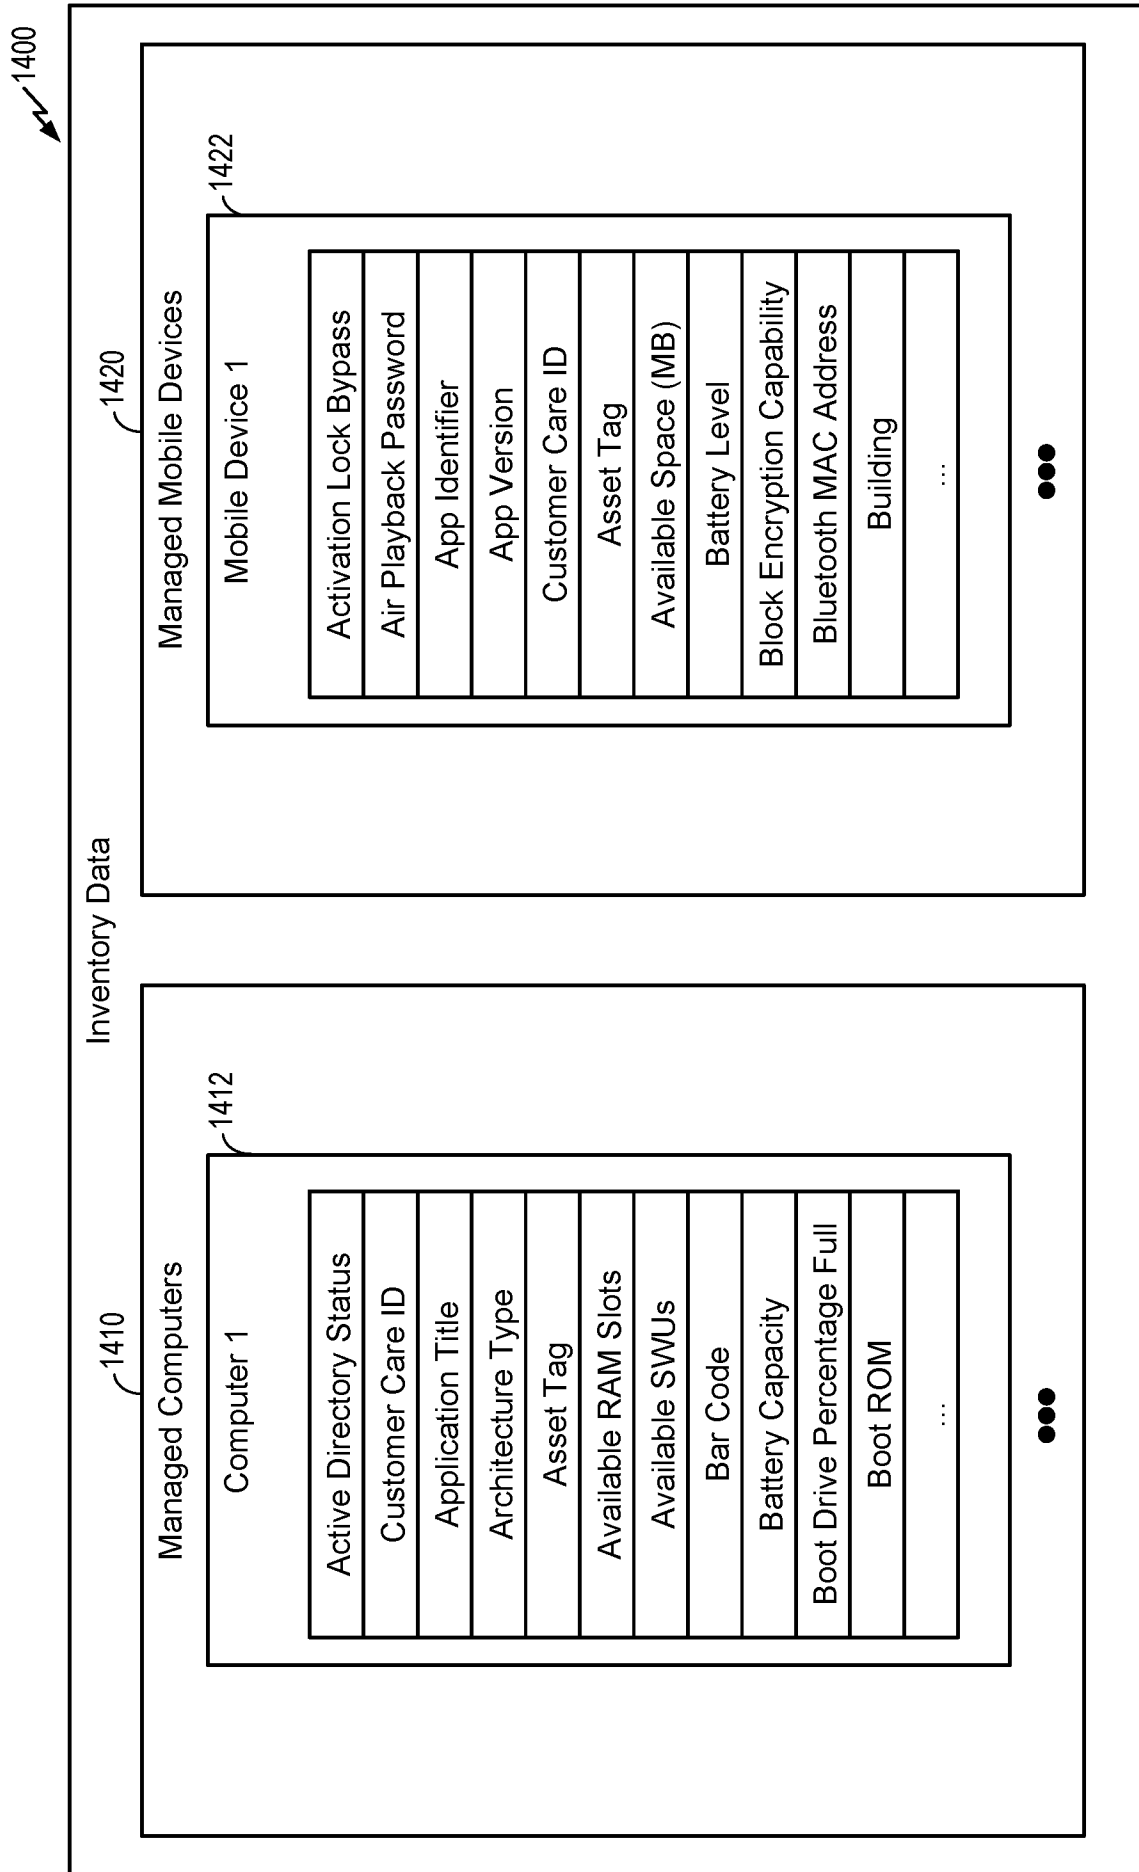 1400
Inventory Data
1410
Managed Computers
1412
Computer 1
Active Directory Status
Customer Care ID
Application Title
Architecture Type
Asset Tag
Available RAM Slots
Available SWUs
Bar Code
Battery Capacity
Boot Drive Percentage Full
Boot ROM
...
1420
Managed Mobile Devices
1422
Mobile Device 1
Activation Lock Bypass
Air Playback Password
App Identifier
App Version
Customer Care ID
Asset Tag
Available Space (MB)
Battery Level
Block Encryption Capability
Bluetooth MAC Address
Building
...